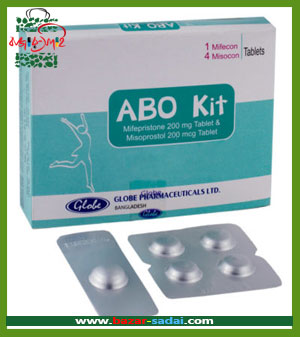 1 Mifecon
4 Misocon
Tablets
ABO Kit
Mifepristone 200 mg Tablet &
Misoprostol 200 mcg Tablet
Globe
GLOBE PHARMACEUTICALS LTD.
BANGLADESH